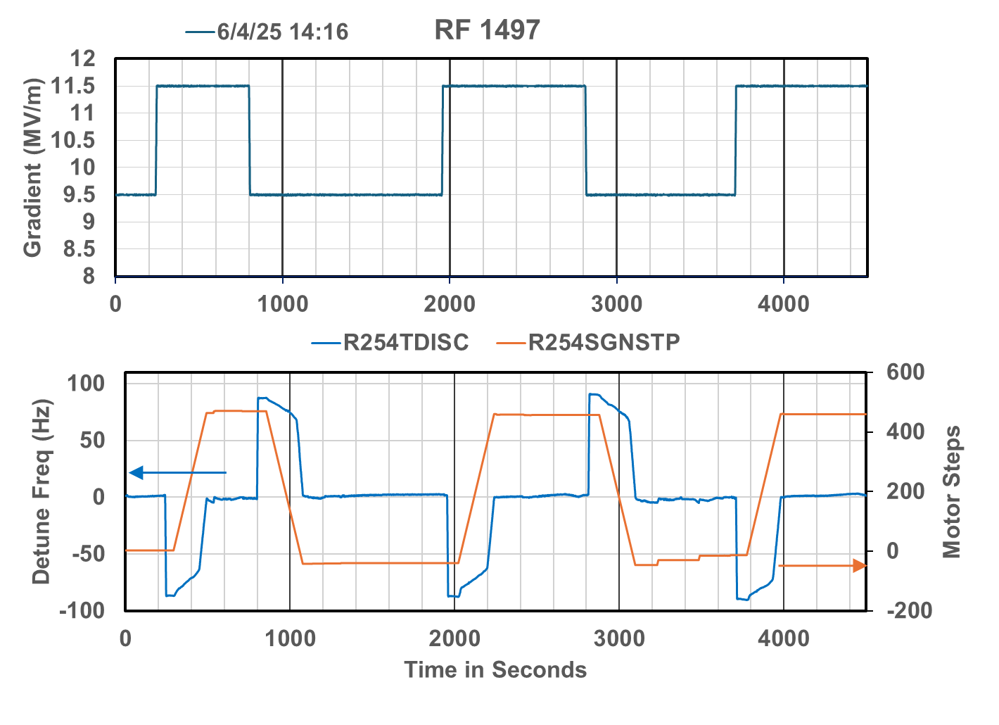 6/4/25 14:16
RF 1497
Gradient (MV/m)
12
11.5
11
10.5
10
9.5
9
8.5
8
0 1000 2000 3000 4000
R254TDISC R254SGNSTP
Detune Freq (Hz)
100
50
0
-50
-100
600
400
200
0
-200
Motor Steps
0 1000 2000 3000 4000
Time in Seconds